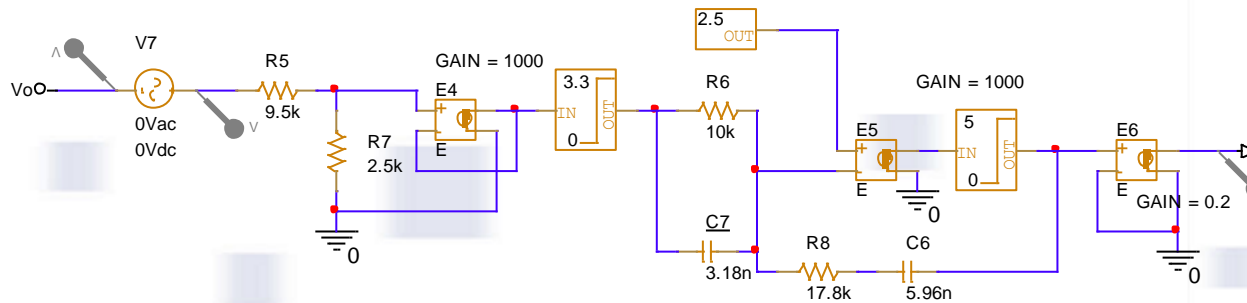 V7
Vo
0Vac
0Vdc
V
V
R5
9.5k
R7
2.5k
0
GAIN = 1000
E4
E
3.3
IN
OUT
0
2.5
OUT
R6
10k
C7
3.18n
R8
17.8k
C6
5.96n
GAIN = 1000
E5
E
0
5
IN
OUT
0
E6
E
GAIN = 0.2
0